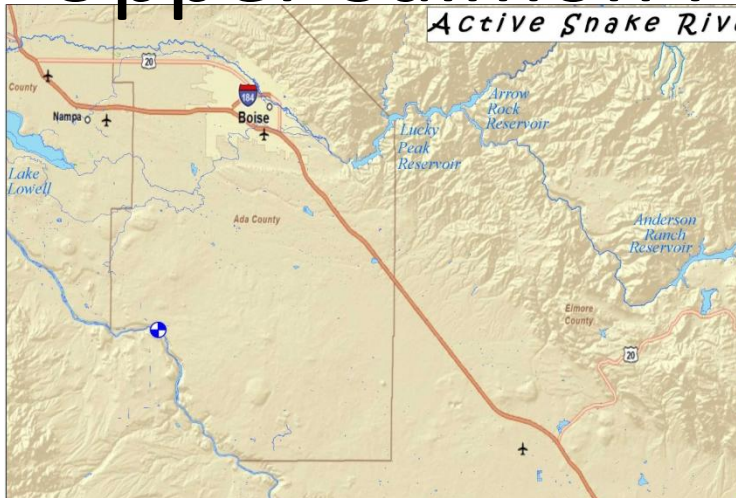 Active Snake Rive
20
County
184
Nampa
Boise
Arrow
Rock
Reservoir
Lucky
Peak
Reservoir
Lake
Lowell
Ada County
Anderson
Ranch
Reservoir
Elmore
County
20